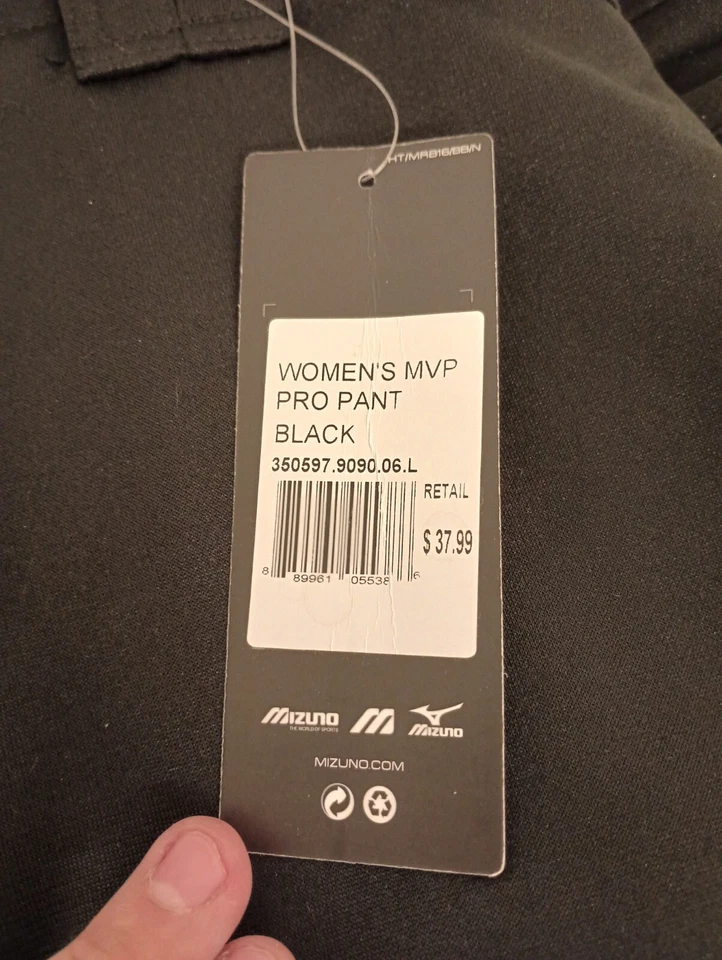 HT/MRB16/BB/N
WOMEN'S MVP
PRO PANT
BLACK
350597.9090.06.L
RETAIL
$ 37.99
8 89961 05538 6
MIZUNO
THE WORLD OF SPORTS
MIZUNO
MIZUNO.COM